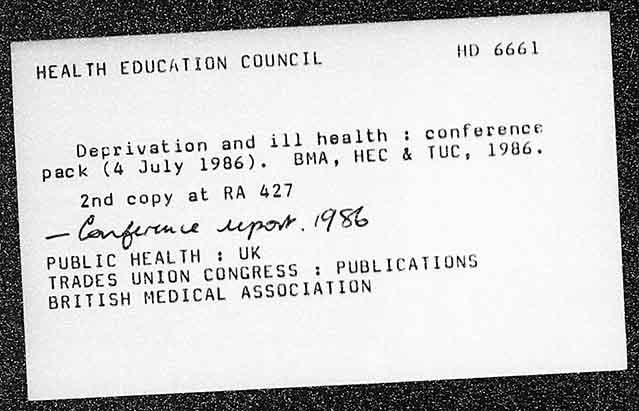 HEALTH EDUCATION COUNCIL HD 6661
Deprivation and ill health : conference
pack (4 July 1986). BMA, HEC & TUC, 1986.
2nd copy at RA 427
— Conference report. 1986
PUBLIC HEALTH : UK
TRADES UNION CONGRESS : PUBLICATIONS
BRITISH MEDICAL ASSOCIATION